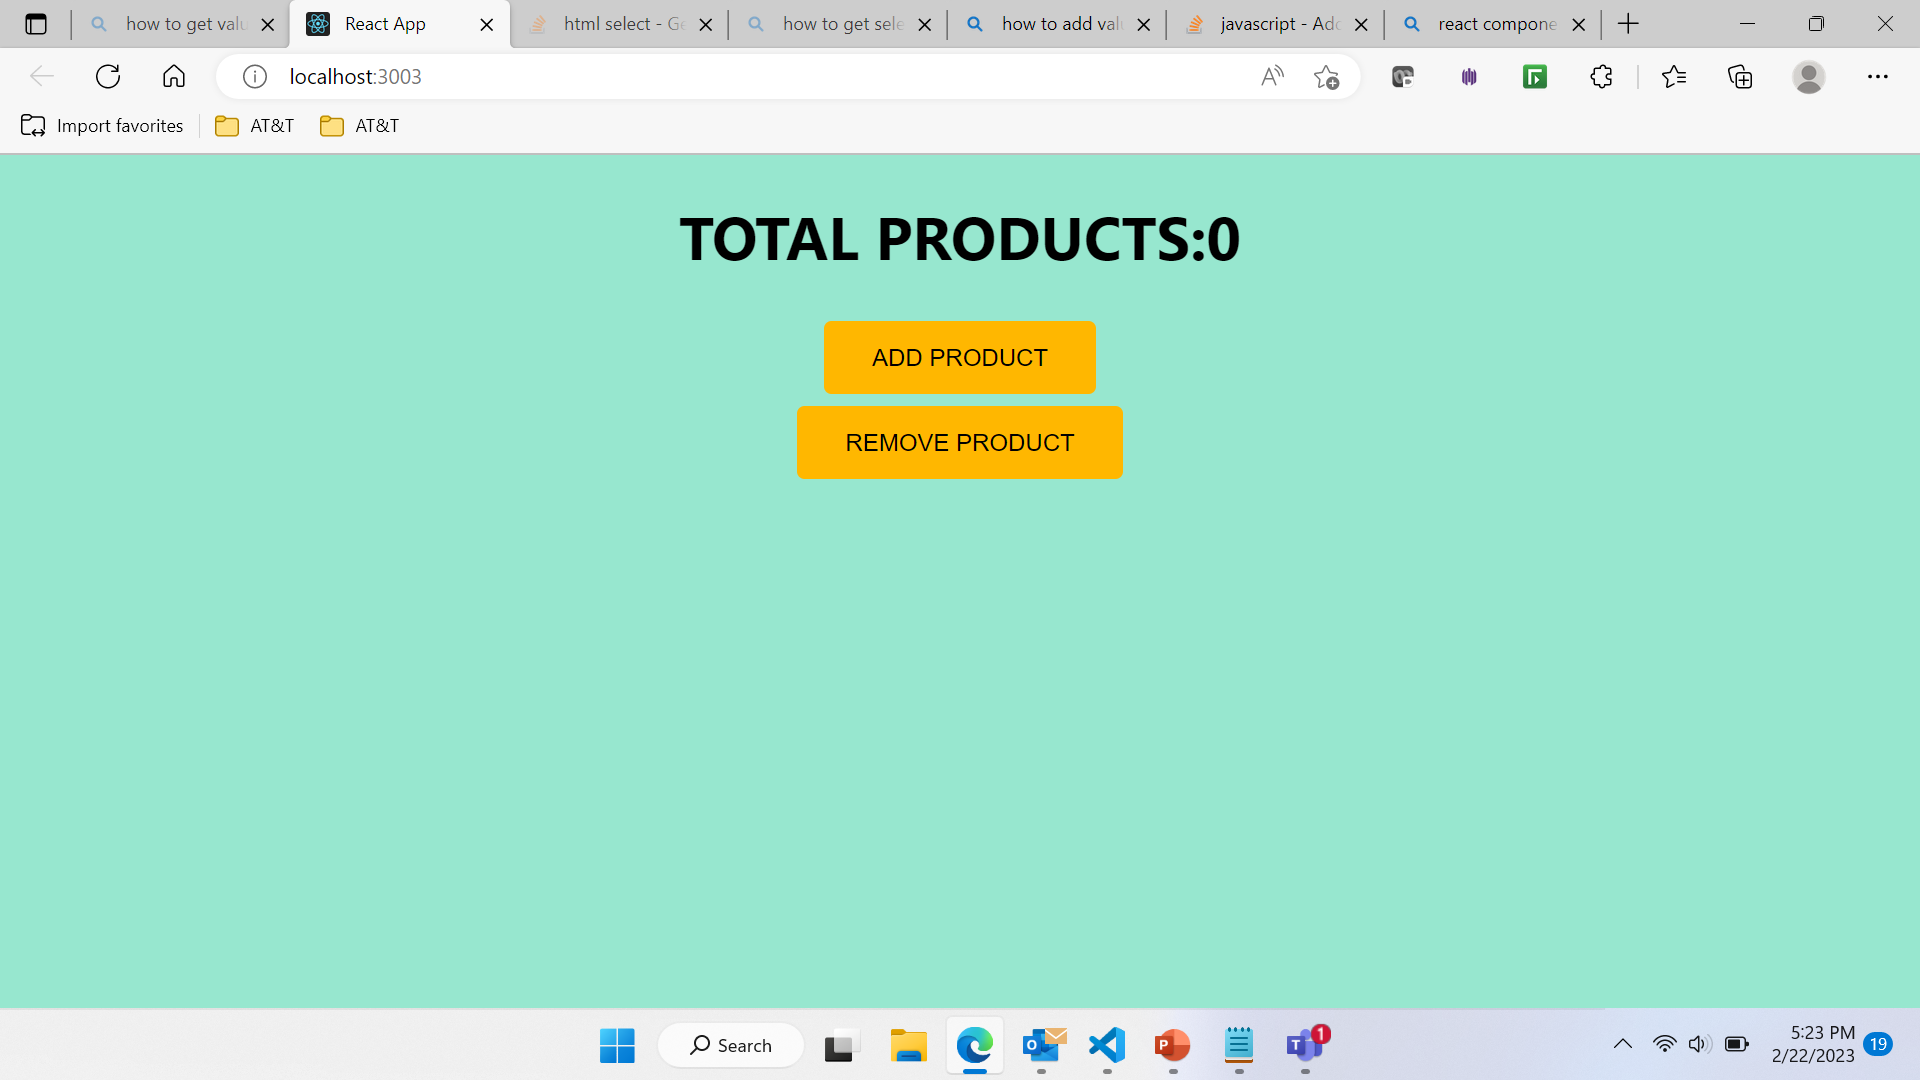 how to get valu
React App
html select - Ge
how to get sele
how to add valu
javascript - Add
react compone
localhost:3003
Import favorites
AT&T
AT&T
TOTAL PRODUCTS:0
ADD PRODUCT
REMOVE PRODUCT
Search
1
5:23 PM
2/22/2023
19